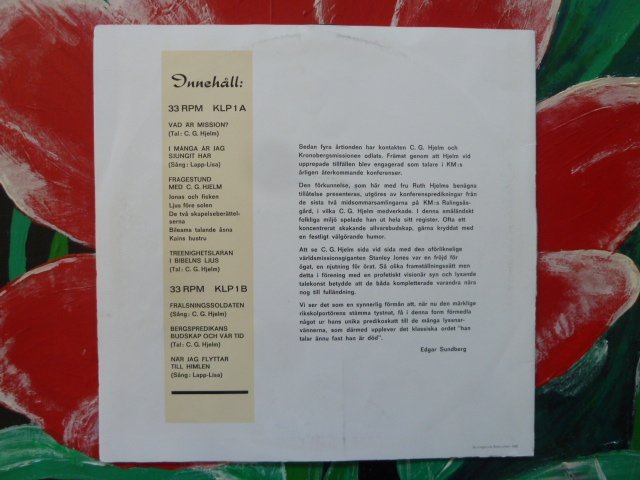 Innehåll:
33 RPM KLP 1 A
VAD ÄR MISSION?
(Tal: C. G. Hjelm)
I MÅNGA ÅR JAG
SJUNGIT HAR
(Sång: Lapp-Lisa)
FRAGESTUND
MED C. G. HJELM
Jonas och fisken
Ljus före solen
De två skapelseberättel-
serna
Bileams talande åsna
Kains hustru
TREENIGHETSLÄRAN
I BIBELNS LJUS
(Tal: C. G. Hjelm)
33 RPM KLP 1 B
FRALSNINGSSOLDATEN
(Sång: C. G. Hjelm)
BERGSPREDIKANS
BUDSKAP OCH VÅR TID
(Tal: C. G. Hjelm)
NÄR JAG FLYTTAR
TILL HIMLEN
(Sång: Lapp-Lisa)
Sedan fyra årtionden har kontakten C. G. Hjelm och
Kronobergsmissionen odlats. Främst genom att Hjelm vid
upprepade tillfällen blev engagerad som talare i KM:s
årligen återkommande konferenser.
Den förkunnelse, som här med fru Ruth Hjelms benägna
tillåtelse presenteras, utgöres av konferenspredikningar från
de sista två midsommarsamlingarna på KM:s Ralingsås-
gård, i vilka C. G. Hjelm medverkade. I denna småländskt
folkliga miljö spelade han ut hela sitt register. Ofta ett
koncentrerat skakande allvarsbudskap, gärna kryddat med
en festligt välgörande humor.
Att se C. G. Hjelm sida vid sida med den oförliknelige
världsmissionsgiganten Stanley Jones var en fröjd för
ögat, en njutning för örat. Så olika framställningssätt men
detta i förening med en profetiskt visionär syn och lysande
talekonst betydde att de båda kompletterade varandra nära
nog till fulländning.
Vi ser det som en synnerlig förmån att, när nu den märklige
rikskolportörens stämma tystnat, få i denna form förmedla
något ur hans unika predikoskatt till de många lyssnar-
vännerna, som därmed upplever det klassiska ordet "han
talar ännu fast han är död".
Edgar Sundberg